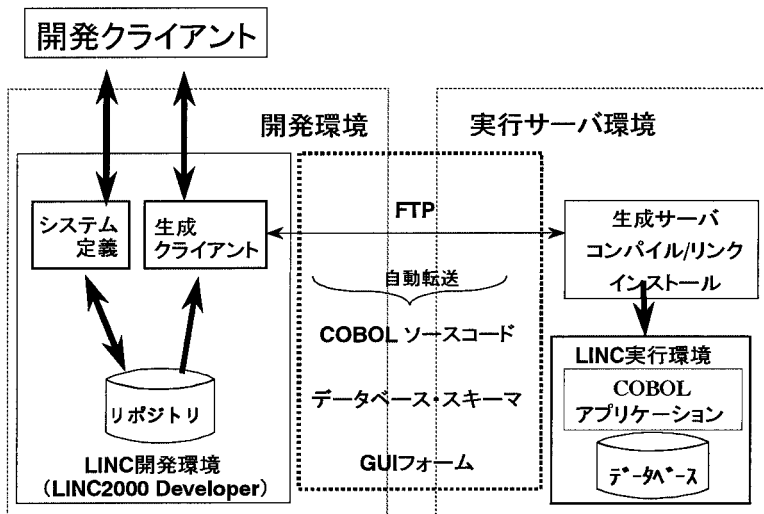 開発クライアント
開発環境
実行サーバ環境
システム
定義
生成
クライアント
FTP
生成サーバ
コンパイル/リンク
インストール
自動転送
COBOL ソースコード
データベース・スキーマ
GUIフォーム
リポジトリ
LINC開発環境
(LINC2000 Developer)
LINC実行環境
COBOL
アプリケーション
データベース